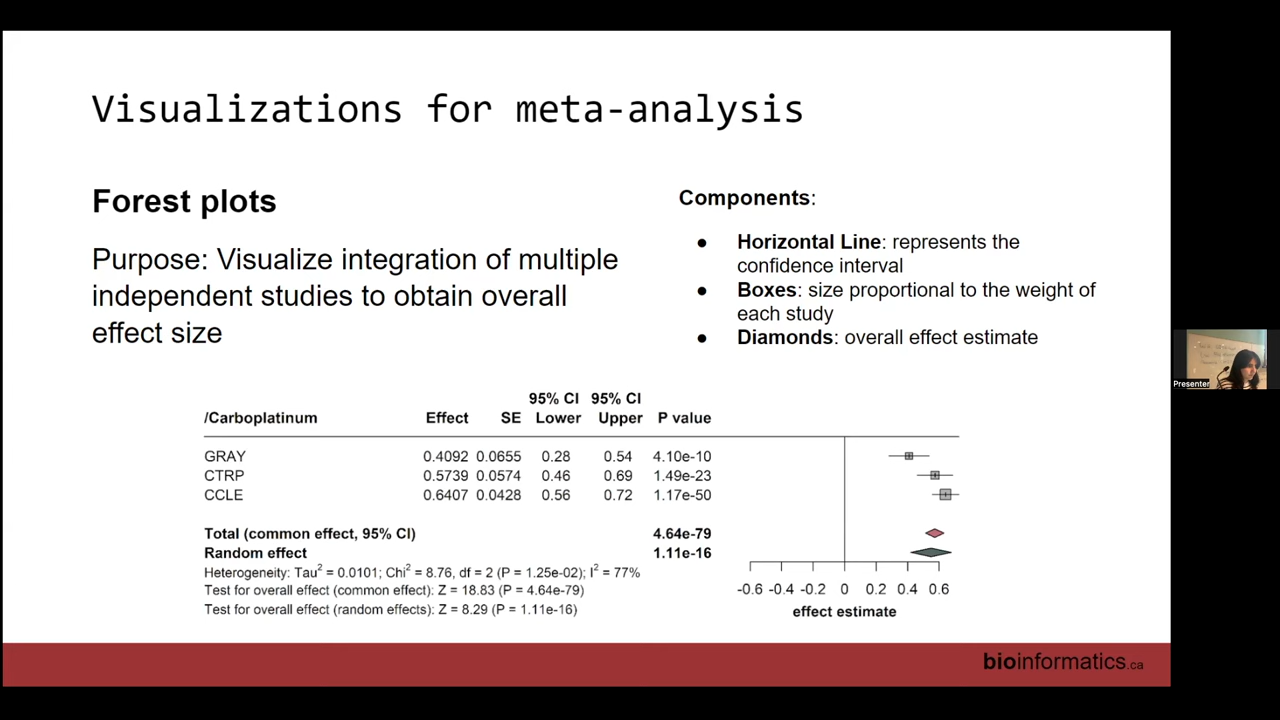 Visualizations for meta-analysis
Forest plots
Purpose: Visualize integration of multiple
independent studies to obtain overall
effect size
Components:
● Horizontal Line: represents the
confidence interval
● Boxes: size proportional to the weight of
each study
● Diamonds: overall effect estimate
95% CI 95% CI
/Carboplatinum Effect SE Lower Upper P value
GRAY 0.4092 0.0655 0.28 0.54 4.10e-10
CTRP 0.5739 0.0574 0.46 0.69 1.49e-23
CCLE 0.6407 0.0428 0.56 0.72 1.17e-50
Total (common effect, 95% CI) 4.64e-79
Random effect 1.11e-16
Heterogeneity: Tau² = 0.0101; Chi² = 8.76, df = 2 (P = 1.25e-02); I² = 77%
Test for overall effect (common effect): Z = 18.83 (P = 4.64e-79)
Test for overall effect (random effects): Z = 8.29 (P = 1.11e-16)
-0.6 -0.4 -0.2 0 0.2 0.4 0.6
effect estimate
bioinformatics.ca
Presenter